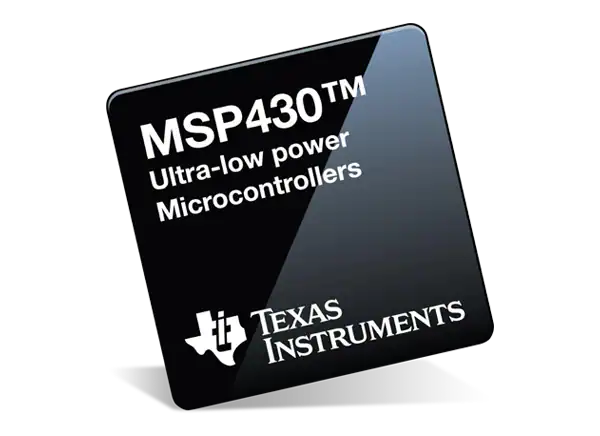 MSP430™
Ultra-low power
Microcontrollers
TEXAS
INSTRUMENTS